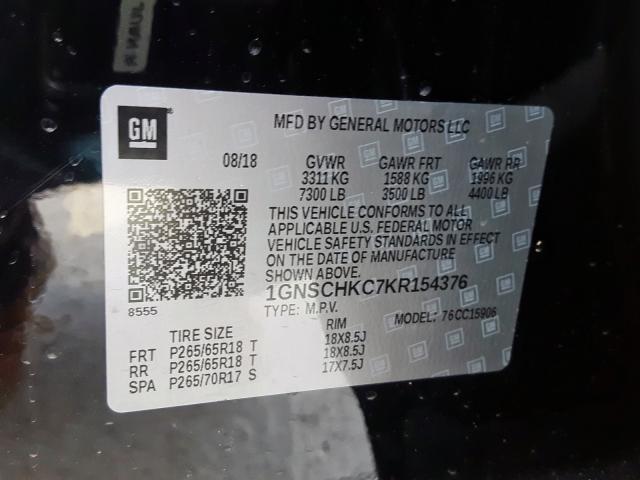 GM
MFD BY GENERAL MOTORS LLC
08/18 GVWR GAWR FRT GAWR RR
3311 KG 1588 KG 1996 KG
7300 LB 3500 LB 4400 LB
THIS VEHICLE CONFORMS TO ALL
APPLICABLE U.S. FEDERAL MOTOR
VEHICLE SAFETY STANDARDS IN EFFECT
ON THE DATE OF MANUFACTURE
SHOWN ABOVE.
1GNSCHKC7KR154376
8555 TYPE: M.P.V. MODEL: 76CC15906
TIRE SIZE RIM
FRT P265/65R18 T 18X8.5J
RR P265/65R18 T 18X8.5J
SPA P265/70R17 S 17X7.5J